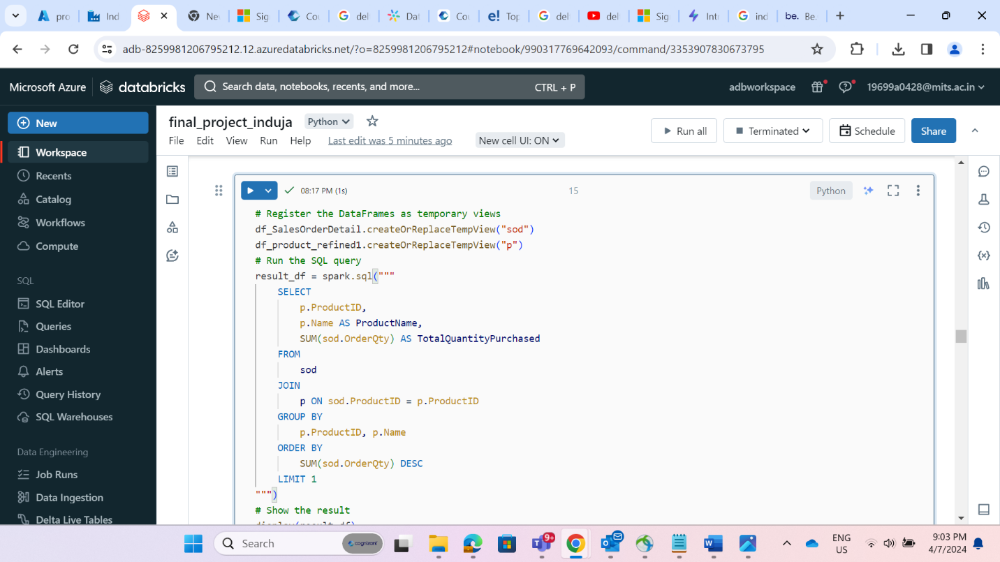 pro
Ind
Nev
Sig
Cou
del
Dat
Cou
Top
del
del
Sig
Intr
ind
be. Be.
adb-8259981206795212.12.azuredatabricks.net/?o=8259981206795212#notebook/990317769642093/command/3353907830673795
Microsoft Azure databricks Search data, notebooks, recents, and more... CTRL + P adbworkspace 19699a0428@mits.ac.in
New
Workspace
Recents
Catalog
Workflows
Compute
SQL
SQL Editor
Queries
Dashboards
Alerts
Query History
SQL Warehouses
Data Engineering
Job Runs
Data Ingestion
Delta Live Tables
final_project_induja Python
File Edit View Run Help Last edit was 5 minutes ago New cell UI: ON
Run all Terminated Schedule Share
08:17 PM (1s) 15 Python
# Register the DataFrames as temporary views
df_SalesOrderDetail.createOrReplaceTempView("sod")
df_product_refined1.createOrReplaceTempView("p")
# Run the SQL query
result_df = spark.sql("""
SELECT
p.ProductID,
p.Name AS ProductName,
SUM(sod.OrderQty) AS TotalQuantityPurchased
FROM
sod
JOIN
p ON sod.ProductID = p.ProductID
GROUP BY
p.ProductID, p.Name
ORDER BY
SUM(sod.OrderQty) DESC
LIMIT 1
""")
# Show the result
display(result_df)
Search cognizant 9+ ENG 9:03 PM
US 4/7/2024